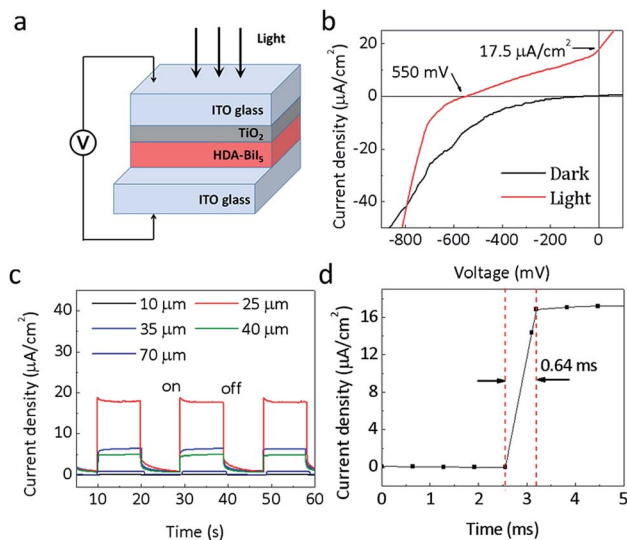 a
Light
V
ITO glass
TiO₂
HDA-BiI₅
ITO glass
b
Current density (μA/cm²)
20
0
-20
-40
17.5 μA/cm²
550 mV
Dark
Light
-800 -600 -400 -200 0
Voltage (mV)
c
Current density (μA/cm²)
40
30
20
10
0
10 μm 25 μm
35 μm 40 μm
70 μm
on off
10 20 30 40 50 60
Time (s)
d
Current density (μA/cm²)
16
12
8
4
0
0.64 ms
0 1 2 3 4 5
Time (ms)